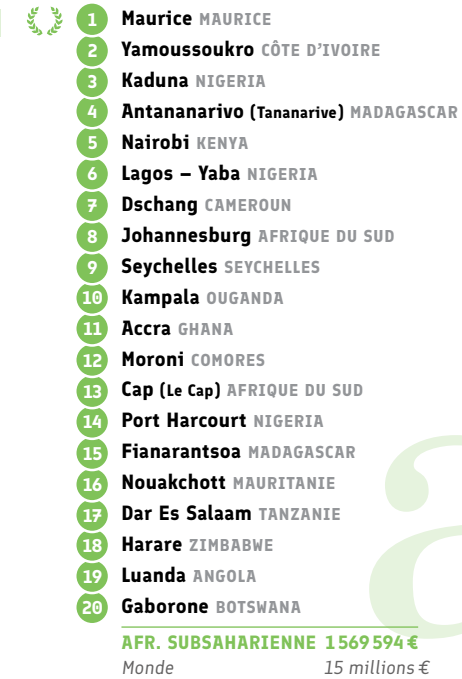 1 Maurice MAURICE
2 Yamoussoukro CÔTE D'IVOIRE
3 Kaduna NIGERIA
4 Antananarivo (Tananarive) MADAGASCAR
5 Nairobi KENYA
6 Lagos – Yaba NIGERIA
7 Dschang CAMEROUN
8 Johannesburg AFRIQUE DU SUD
9 Seychelles SEYCHELLES
10 Kampala OUGANDA
11 Accra GHANA
12 Moroni COMORES
13 Cap (Le Cap) AFRIQUE DU SUD
14 Port Harcourt NIGERIA
15 Fianarantsoa MADAGASCAR
16 Nouakchott MAURITANIE
17 Dar Es Salaam TANZANIE
18 Harare ZIMBABWE
19 Luanda ANGOLA
20 Gaborone BOTSWANA
AFR. SUBSAHARIENNE 1 569 594 €
Monde 15 millions €